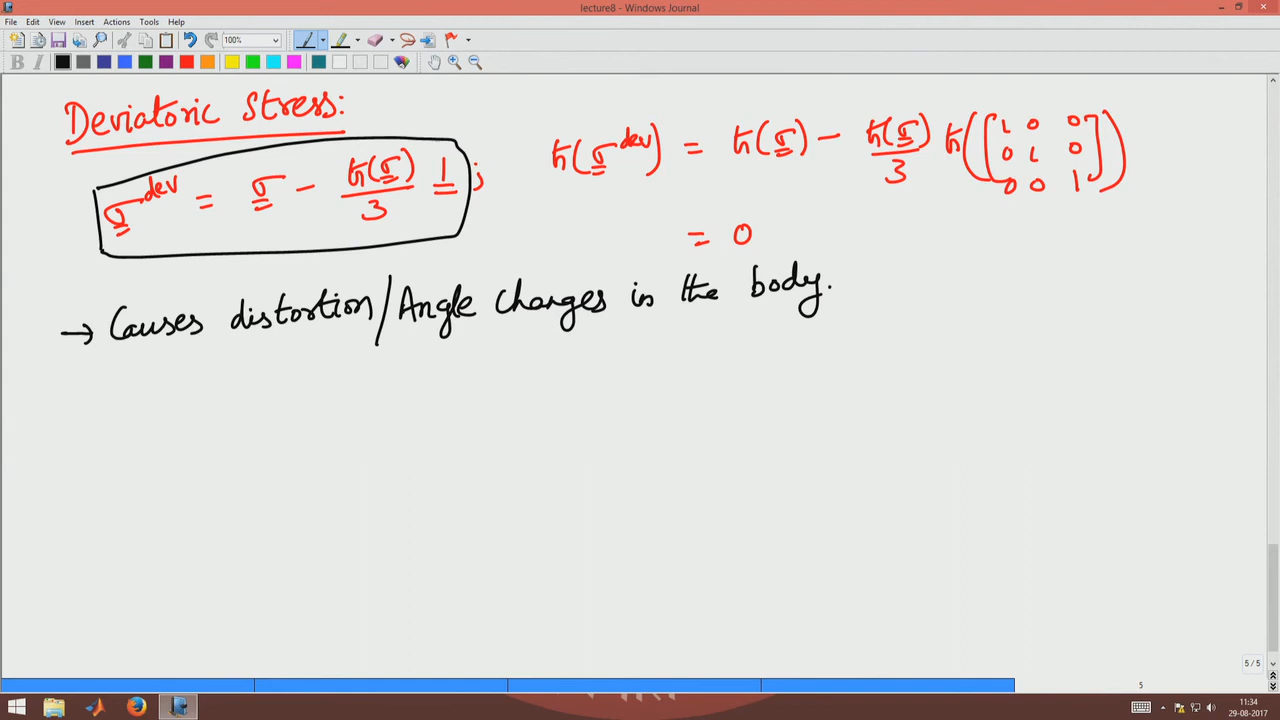 lecture8 - Windows Journal
File Edit View Insert Actions Tools Help
100%
B I
Deviatoric Stress:
σ^dev = σ - tr(σ)/3 1 ;
tr(σ^dev) = tr(σ) - tr(σ)/3 tr([1 0 0
0 1 0
0 0 1])
= 0
→ Causes distortion/Angle changes in the body.
5 / 5
5
11:34
29-08-2017